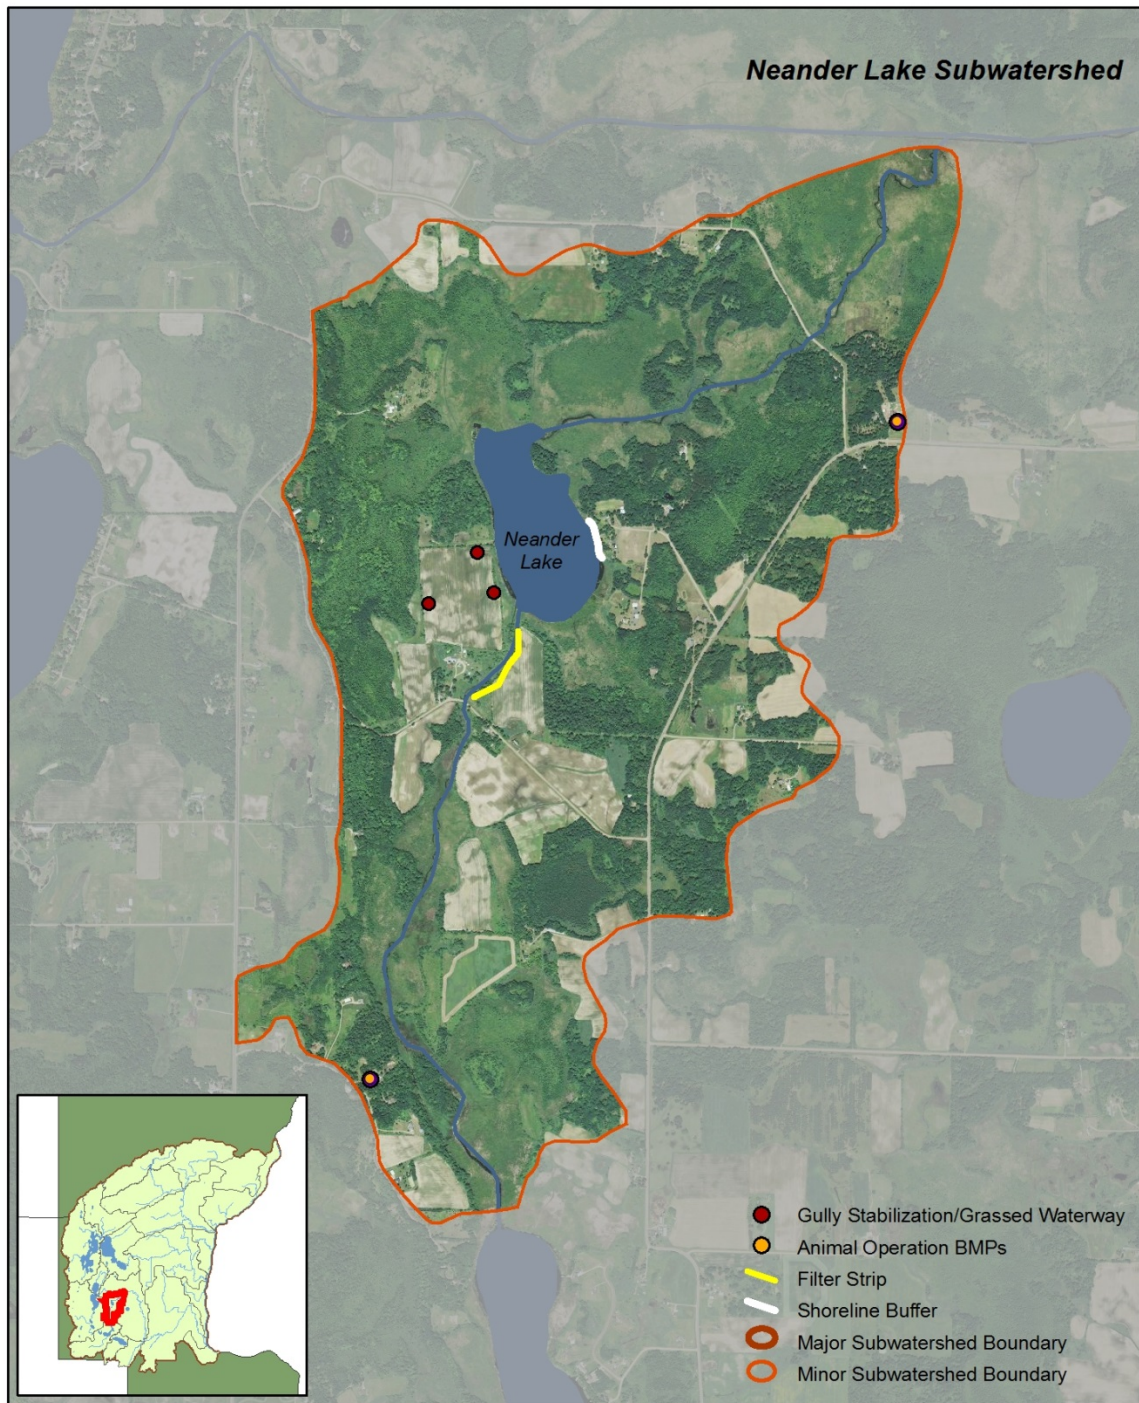 Neander Lake Subwatershed
Neander
Lake
Gully Stabilization/Grassed Waterway
Animal Operation BMPs
Filter Strip
Shoreline Buffer
Major Subwatershed Boundary
Minor Subwatershed Boundary